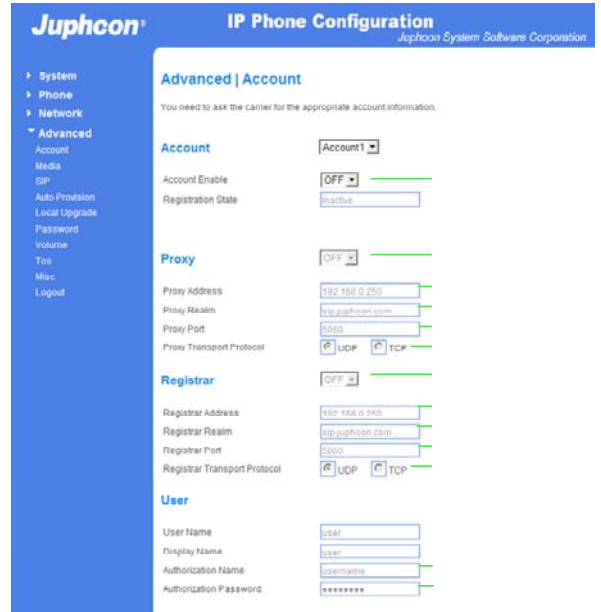 Juphcon®
IP Phone Configuration
Juphoon System Software Corporation
System
Phone
Network
Advanced
Account
Media
SIP
Auto Provision
Local Upgrade
Password
Volume
Tos
Misc
Logout
Advanced | Account
You need to ask the carrier for the appropriate account information.
Account Account1
Account Enable OFF
Registration State Inactive
Proxy OFF
Proxy Address 192.168.0.250
Proxy Realm sip.juphoon.com
Proxy Port 5060
Proxy Transport Protocol UDP TCP
Registrar OFF
Registrar Address 192.168.0.250
Registrar Realm sip.juphoon.com
Registrar Port 5060
Registrar Transport Protocol UDP TCP
User
User Name user
Display Name user
Authorization Name username
Authorization Password ********